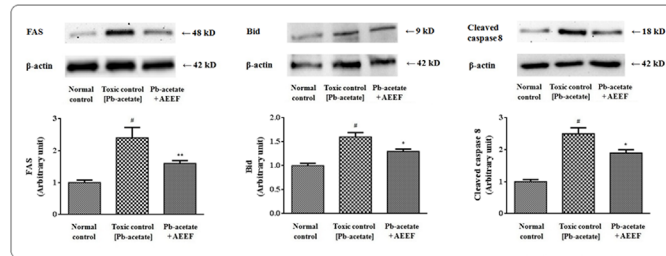 FAS
← 48 kD
β-actin
← 42 kD
Normal control
Toxic control [Pb-acetate]
Pb-acetate +AEEF
FAS (Arbitrary unit)
3
2
1
0
#
**
Normal control
Toxic control [Pb-acetate]
Pb-acetate +AEEF
Bid
← 9 kD
β-actin
← 42 kD
Normal control
Toxic control [Pb-acetate]
Pb-acetate +AEEF
Bid (Arbitrary unit)
2.0
1.5
1.0
0.5
0.0
#
*
Normal control
Toxic control [Pb-acetate]
Pb-acetate +AEEF
Cleaved caspase 8
← 18 kD
β-actin
← 42 kD
Normal control
Toxic control [Pb-acetate]
Pb-acetate +AEEF
Cleaved caspase 8 (Arbitrary unit)
3
2
1
0
#
*
Normal control
Toxic control [Pb-acetate]
Pb-acetate +AEEF